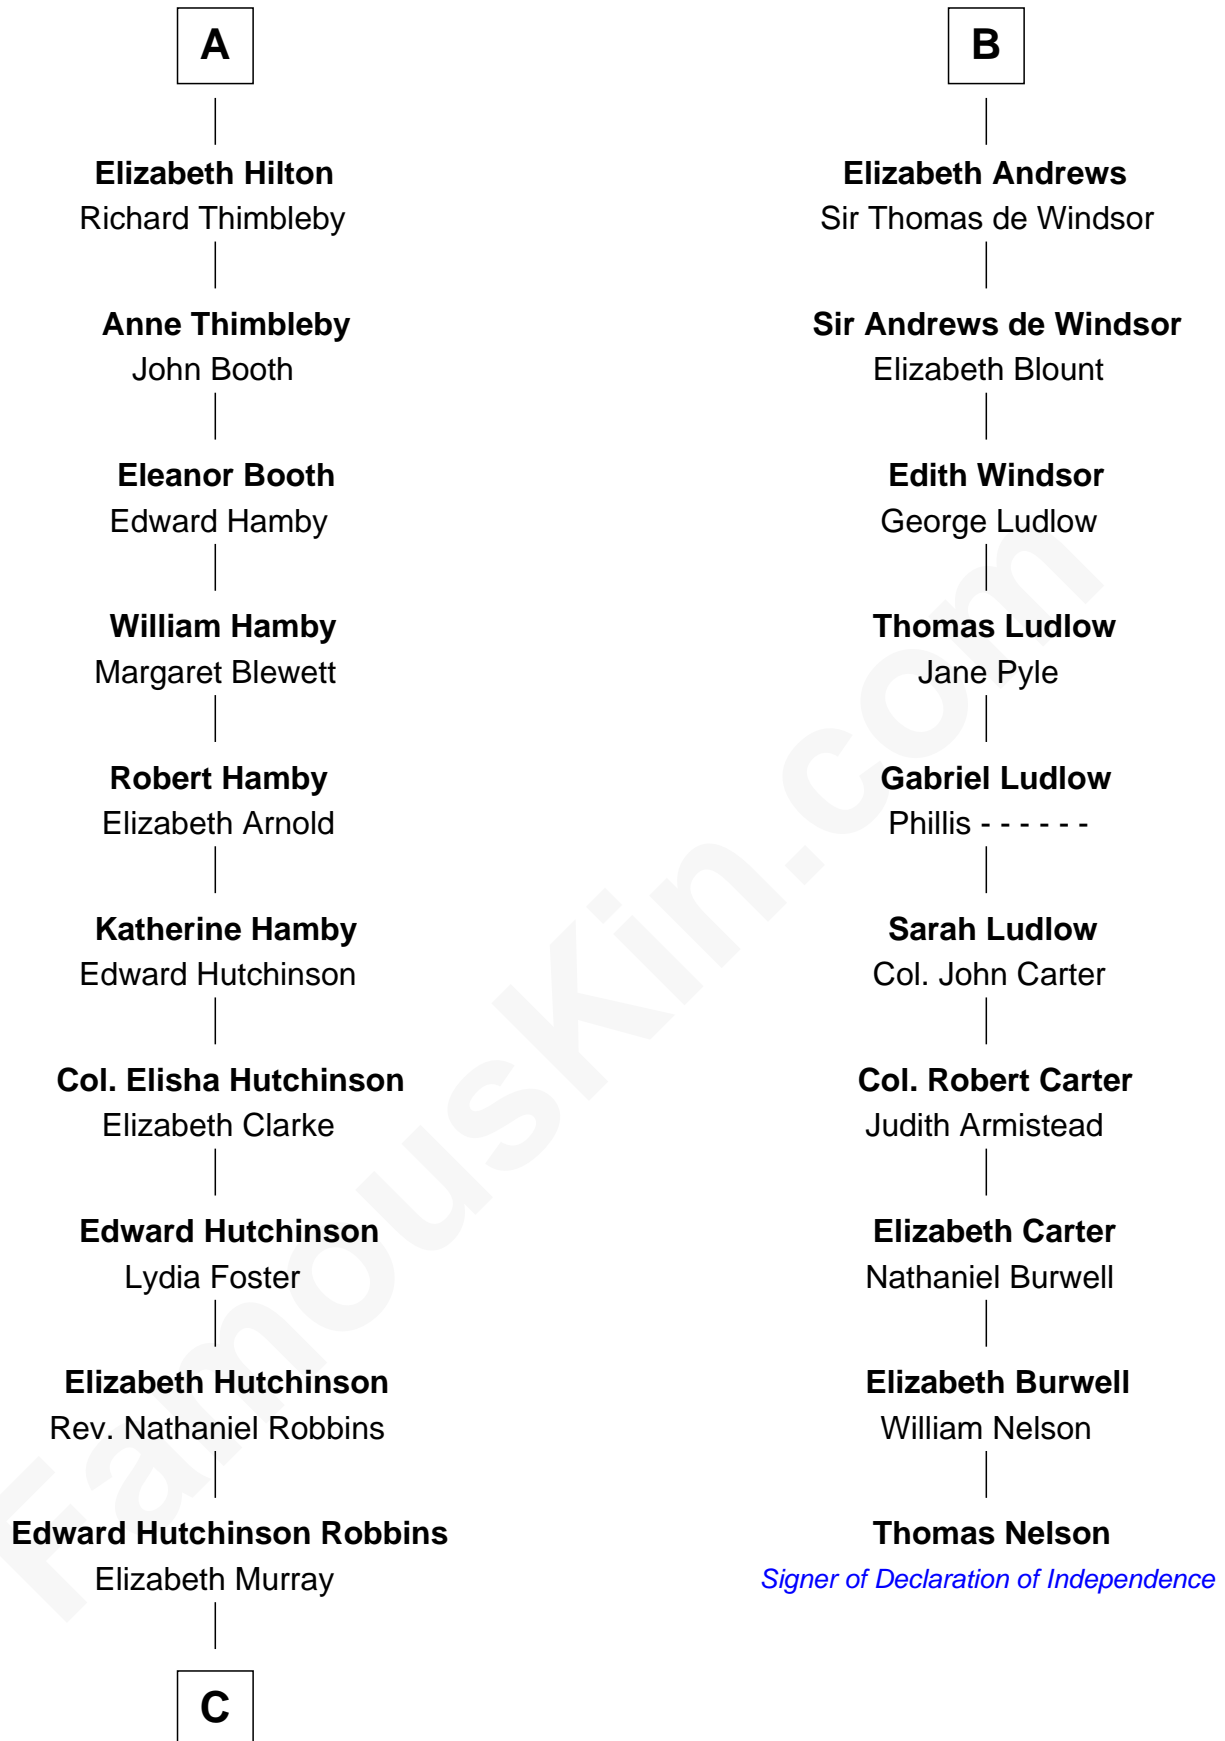 A
Elizabeth Hilton
Richard Thimbleby
Anne Thimbleby
John Booth
Eleanor Booth
Edward Hamby
William Hamby
Margaret Blewett
Robert Hamby
Elizabeth Arnold
Katherine Hamby
Edward Hutchinson
Col. Elisha Hutchinson
Elizabeth Clarke
Edward Hutchinson
Lydia Foster
Elizabeth Hutchinson
Rev. Nathaniel Robbins
Edward Hutchinson Robbins
Elizabeth Murray
C
B
Elizabeth Andrews
Sir Thomas de Windsor
Sir Andrews de Windsor
Elizabeth Blount
Edith Windsor
George Ludlow
Thomas Ludlow
Jane Pyle
Gabriel Ludlow
Phillis - - - - - -
Sarah Ludlow
Col. John Carter
Col. Robert Carter
Judith Armistead
Elizabeth Carter
Nathaniel Burwell
Elizabeth Burwell
William Nelson
Thomas Nelson
Signer of Declaration of Independence
FamousKin.com